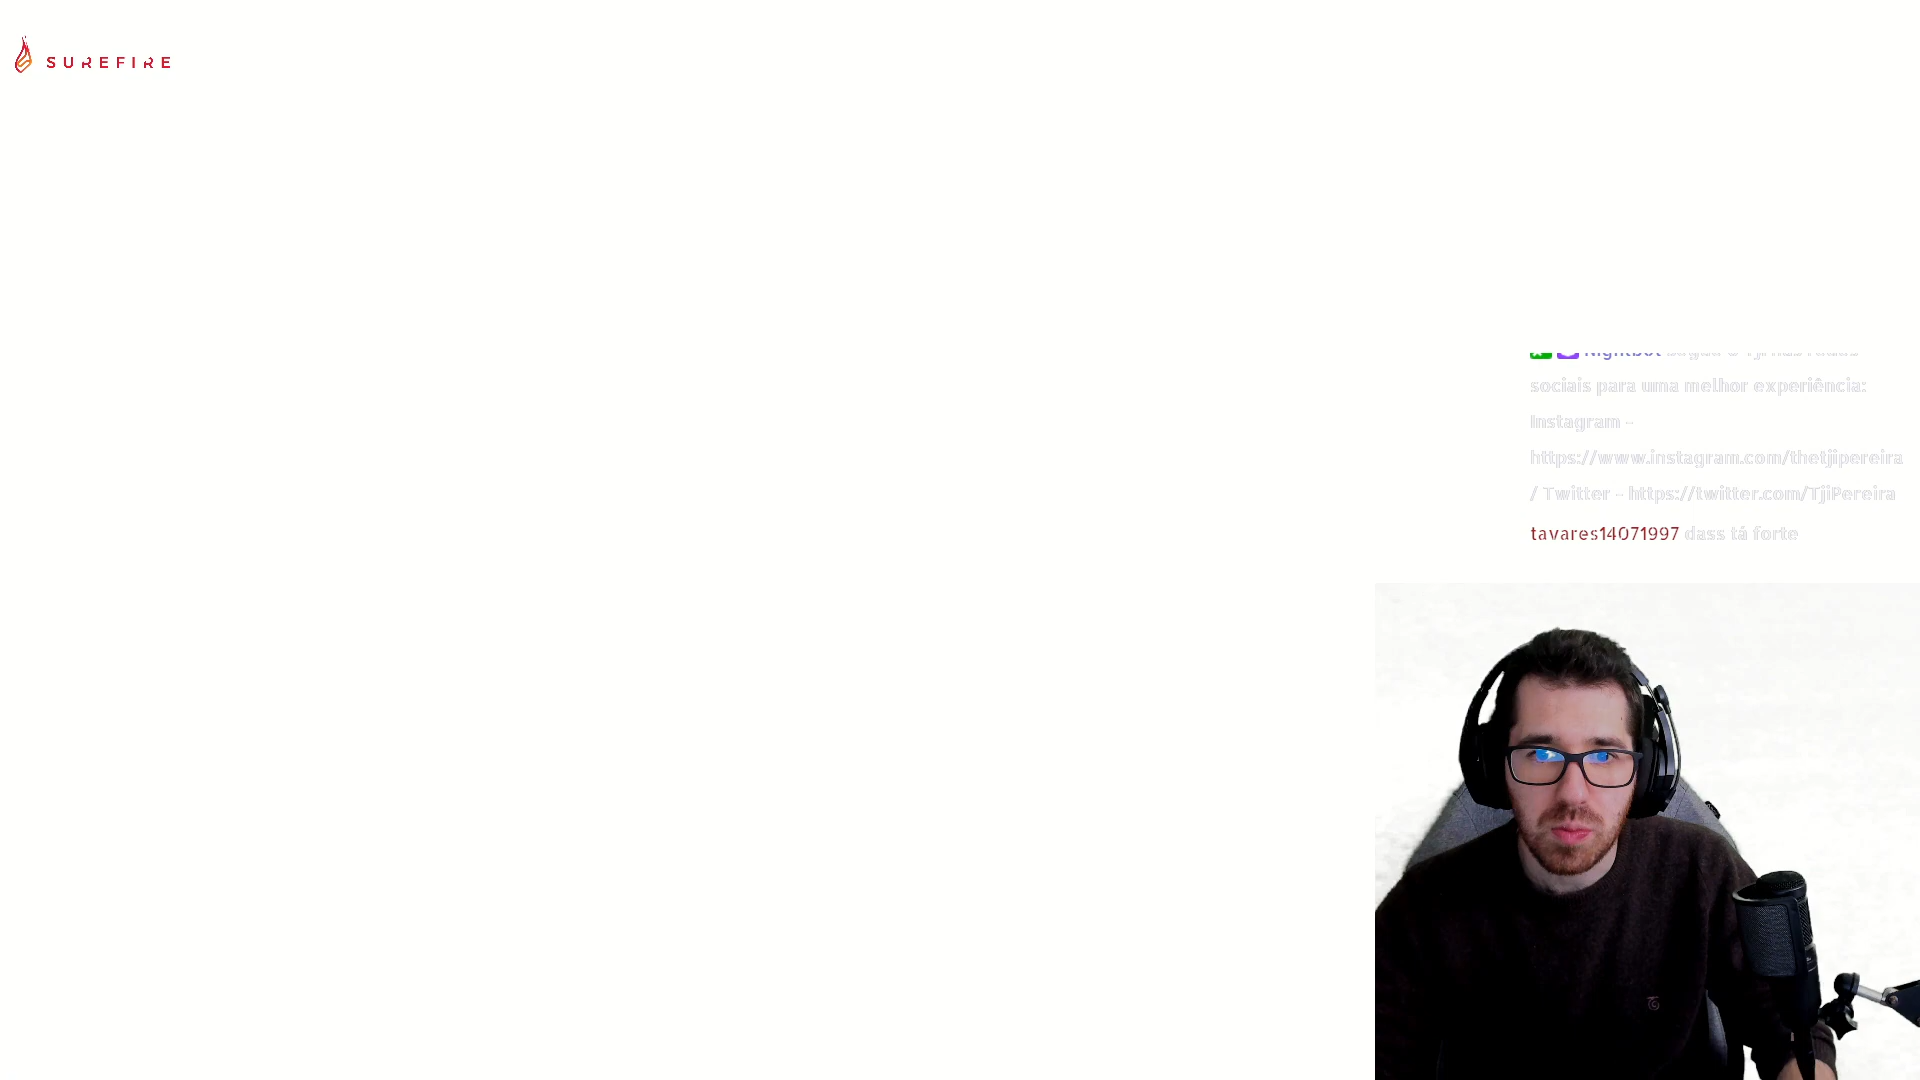 SUREFIRE
Nightbot
sociais para uma melhor experiência:
Instagram -
https://www.instagram.com/thetjipereira
/ Twitter - https://twitter.com/TjiPereira
tavares14071997 dass tá forte